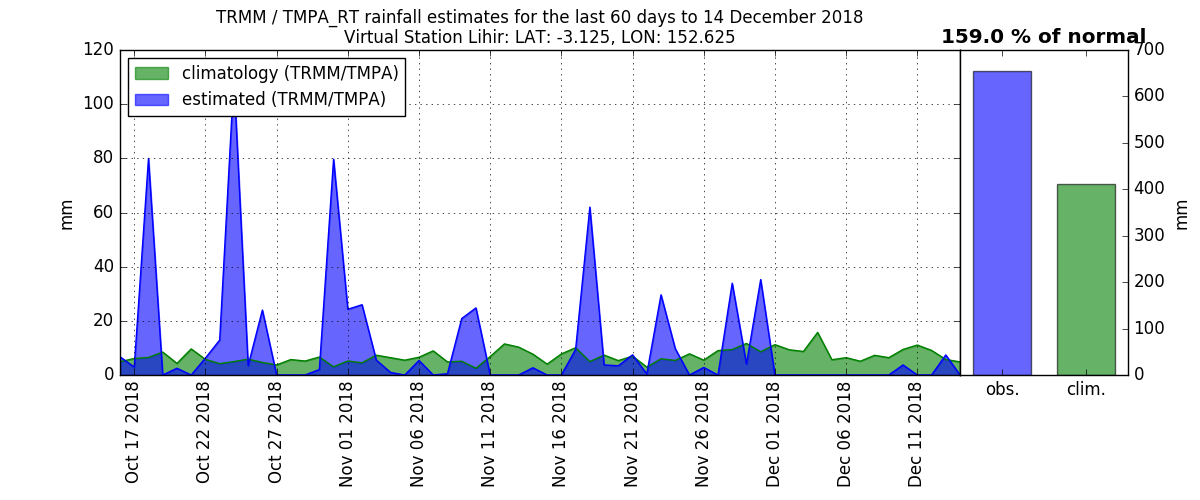 TRMM / TMPA_RT rainfall estimates for the last 60 days to 14 December 2018
Virtual Station Lihir: LAT: -3.125, LON: 152.625
159.0 % of normal
climatology (TRMM/TMPA)
estimated (TRMM/TMPA)
120
100
80
60
40
20
0
mm
Oct 17 2018
Oct 22 2018
Oct 27 2018
Nov 01 2018
Nov 06 2018
Nov 11 2018
Nov 16 2018
Nov 21 2018
Nov 26 2018
Dec 01 2018
Dec 06 2018
Dec 11 2018
700
600
500
400
300
200
100
0
mm
obs.
clim.